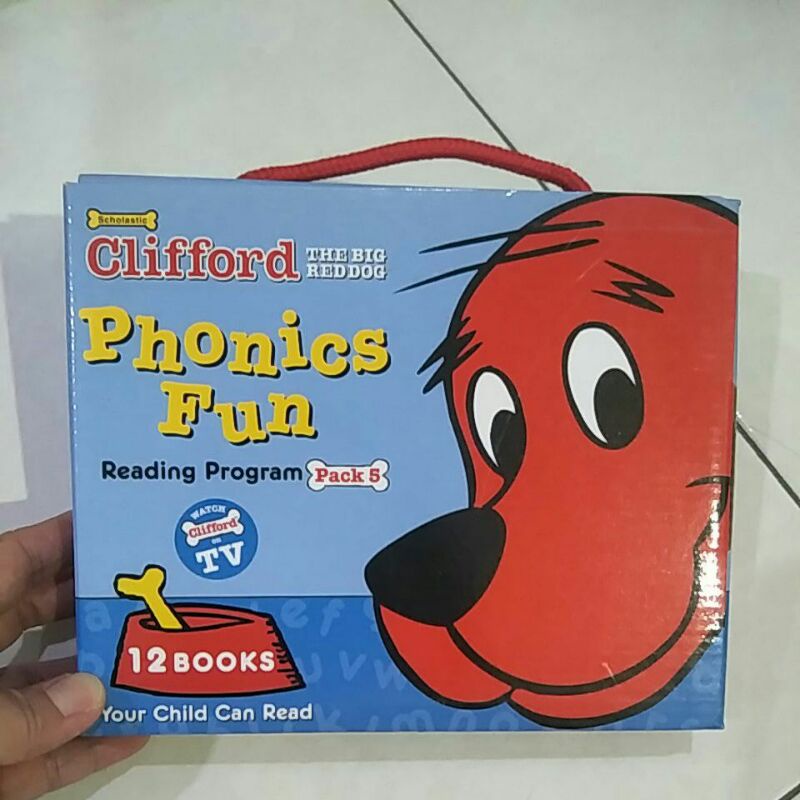 Scholastic
Clifford THE BIG
RED DOG
Phonics
Fun
Reading Program Pack 5
WATCH
Clifford
on
TV
12 BOOKS
Your Child Can Read